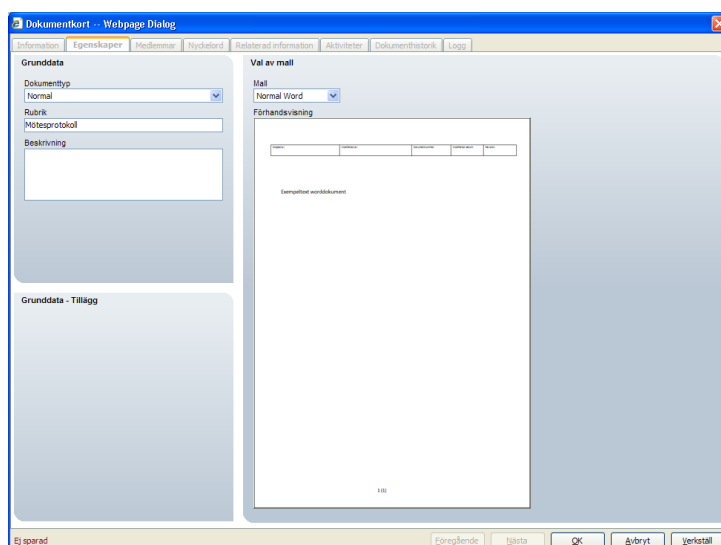 Dokumentkort -- Webpage Dialog
Information Egenskaper Medlemmar Nyckelord Relaterad information Aktiviteter Dokumenthistorik Logg
Grunddata
Dokumenttyp
Normal
Rubrik
Mötesprotokoll
Beskrivning
Grunddata - Tillägg
Val av mall
Mall
Normal Word
Förhandsvisning
Exempeltext worddokument
1 (1)
Ej sparad
Föregående Nästa OK Avbryt Verkställ